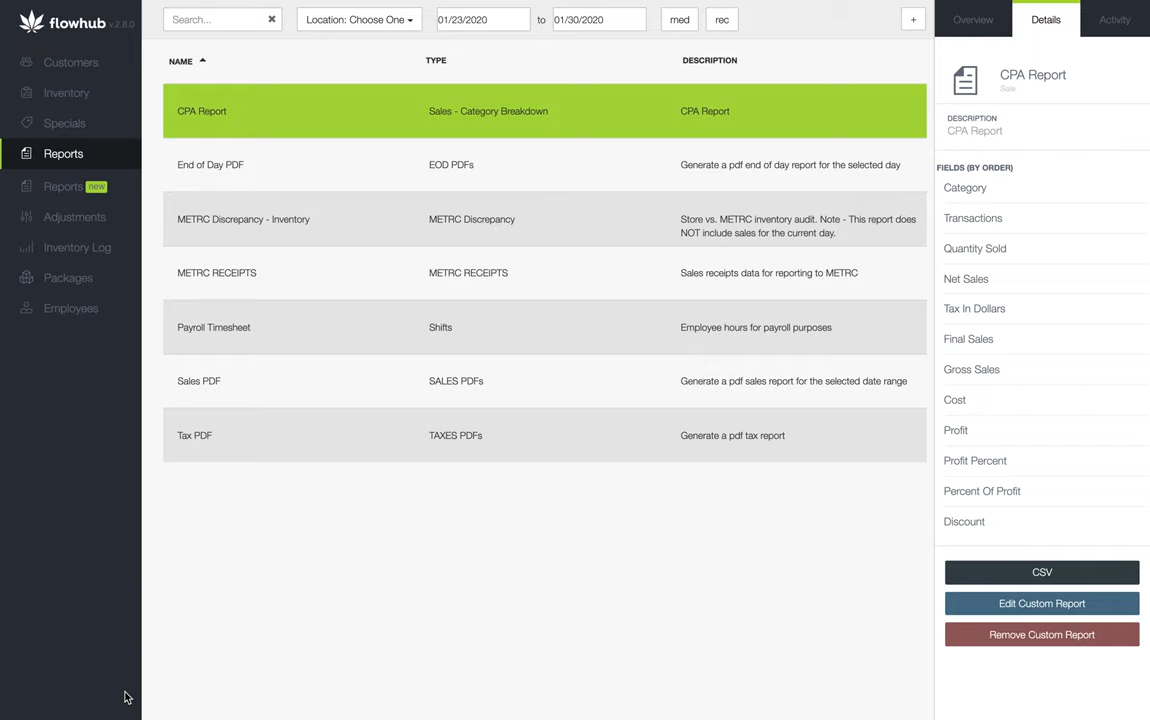 flowhub v.2.8.0
Search...
Location: Choose One
01/23/2020 to 01/30/2020
med
rec
+
Overview
Details
Activity
Customers
Inventory
Specials
Reports
Reports new
Adjustments
Inventory Log
Packages
Employees
NAME TYPE DESCRIPTION
CPA Report Sales - Category Breakdown CPA Report
End of Day PDF EOD PDFs Generate a pdf end of day report for the selected day
METRC Discrepancy - Inventory METRC Discrepancy Store vs. METRC inventory audit. Note - This report does
NOT include sales for the current day.
METRC RECEIPTS METRC RECEIPTS Sales receipts data for reporting to METRC
Payroll Timesheet Shifts Employee hours for payroll purposes
Sales PDF SALES PDFs Generate a pdf sales report for the selected date range
Tax PDF TAXES PDFs Generate a pdf tax report
CPA Report
Sale
DESCRIPTION
CPA Report
FIELDS (BY ORDER)
Category
Transactions
Quantity Sold
Net Sales
Tax In Dollars
Final Sales
Gross Sales
Cost
Profit
Profit Percent
Percent Of Profit
Discount
CSV
Edit Custom Report
Remove Custom Report